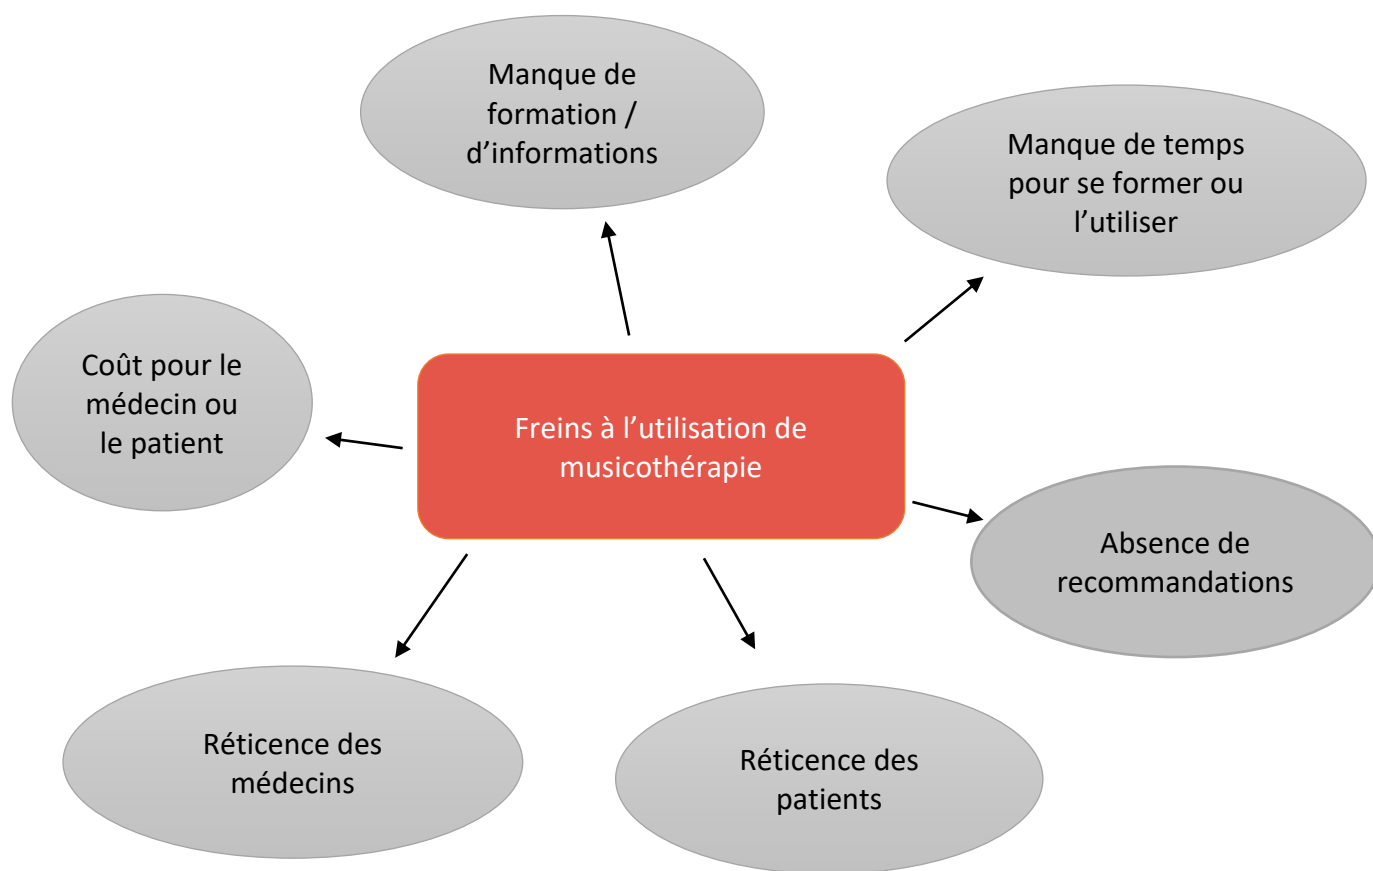 Manque de
formation /
d’informations
Manque de temps
pour se former ou
l’utiliser
Coût pour le
médecin ou
le patient
Freins à l’utilisation de
musicothérapie
Absence de
recommandations
Réticence des
médecins
Réticence des
patients